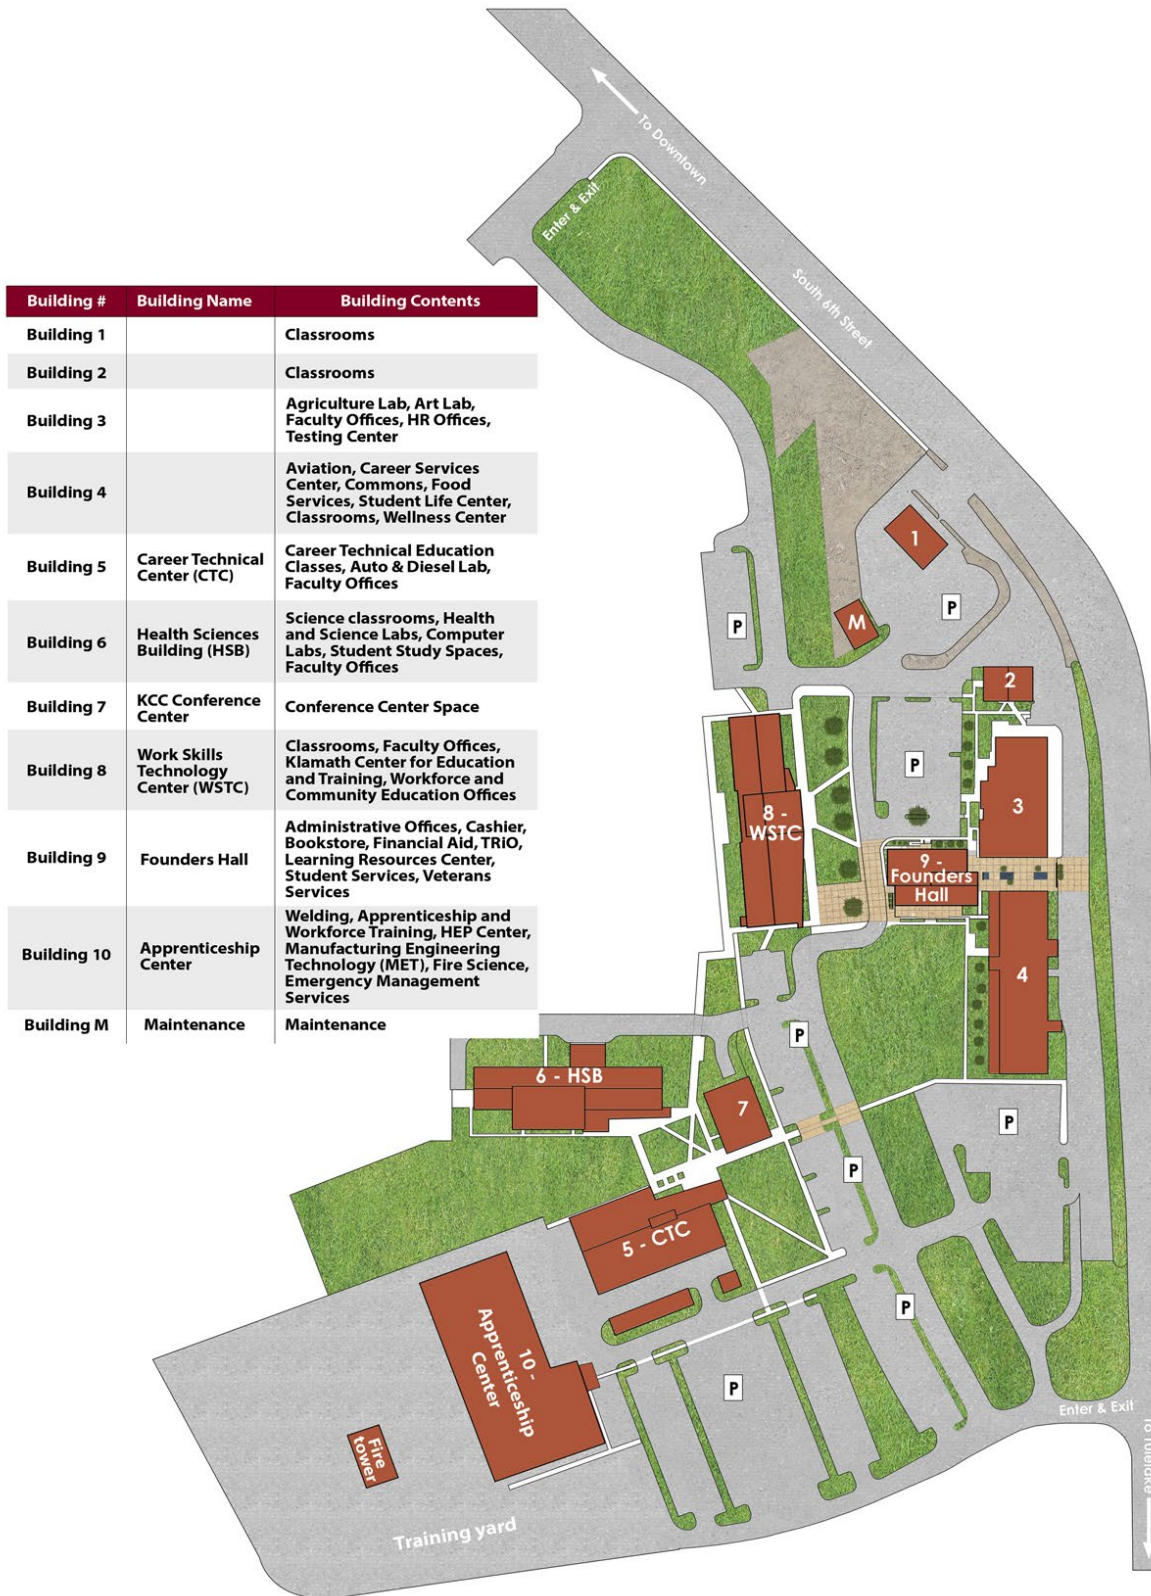 To Downtown
Enter & Exit
South 6th Street
Building # Building Name Building Contents
Building 1 Classrooms
Building 2 Classrooms
Building 3
Agriculture Lab, Art Lab,
Faculty Offices, HR Offices,
Testing Center
Building 4
Aviation, Career Services
Center, Commons, Food
Services, Student Life Center,
Classrooms, Wellness Center
Building 5
Career Technical
Center (CTC)
Career Technical Education
Classes, Auto & Diesel Lab,
Faculty Offices
Building 6
Health Sciences
Building (HSB)
Science classrooms, Health
and Science Labs, Computer
Labs, Student Study Spaces,
Faculty Offices
Building 7
KCC Conference
Center
Conference Center Space
Building 8
Work Skills
Technology
Center (WSTC)
Classrooms, Faculty Offices,
Klamath Center for Education
and Training, Workforce and
Community Education Offices
Building 9
Founders Hall
Administrative Offices, Cashier,
Bookstore, Financial Aid, TRiO,
Learning Resources Center,
Student Services, Veterans
Services
Building 10
Apprenticeship
Center
Welding, Apprenticeship and
Workforce Training, HEP Center,
Manufacturing Engineering
Technology (MET), Fire Science,
Emergency Management
Services
Building M Maintenance Maintenance
1
P
M
P
2
P
3
8 -
WSTC
9 -
Founders
Hall
4
P
6 - HSB
7
P
P
5 - CTC
P
10 -
Apprenticeship
Center
P
Enter & Exit
To Tulelake
Fire
tower
Training yard